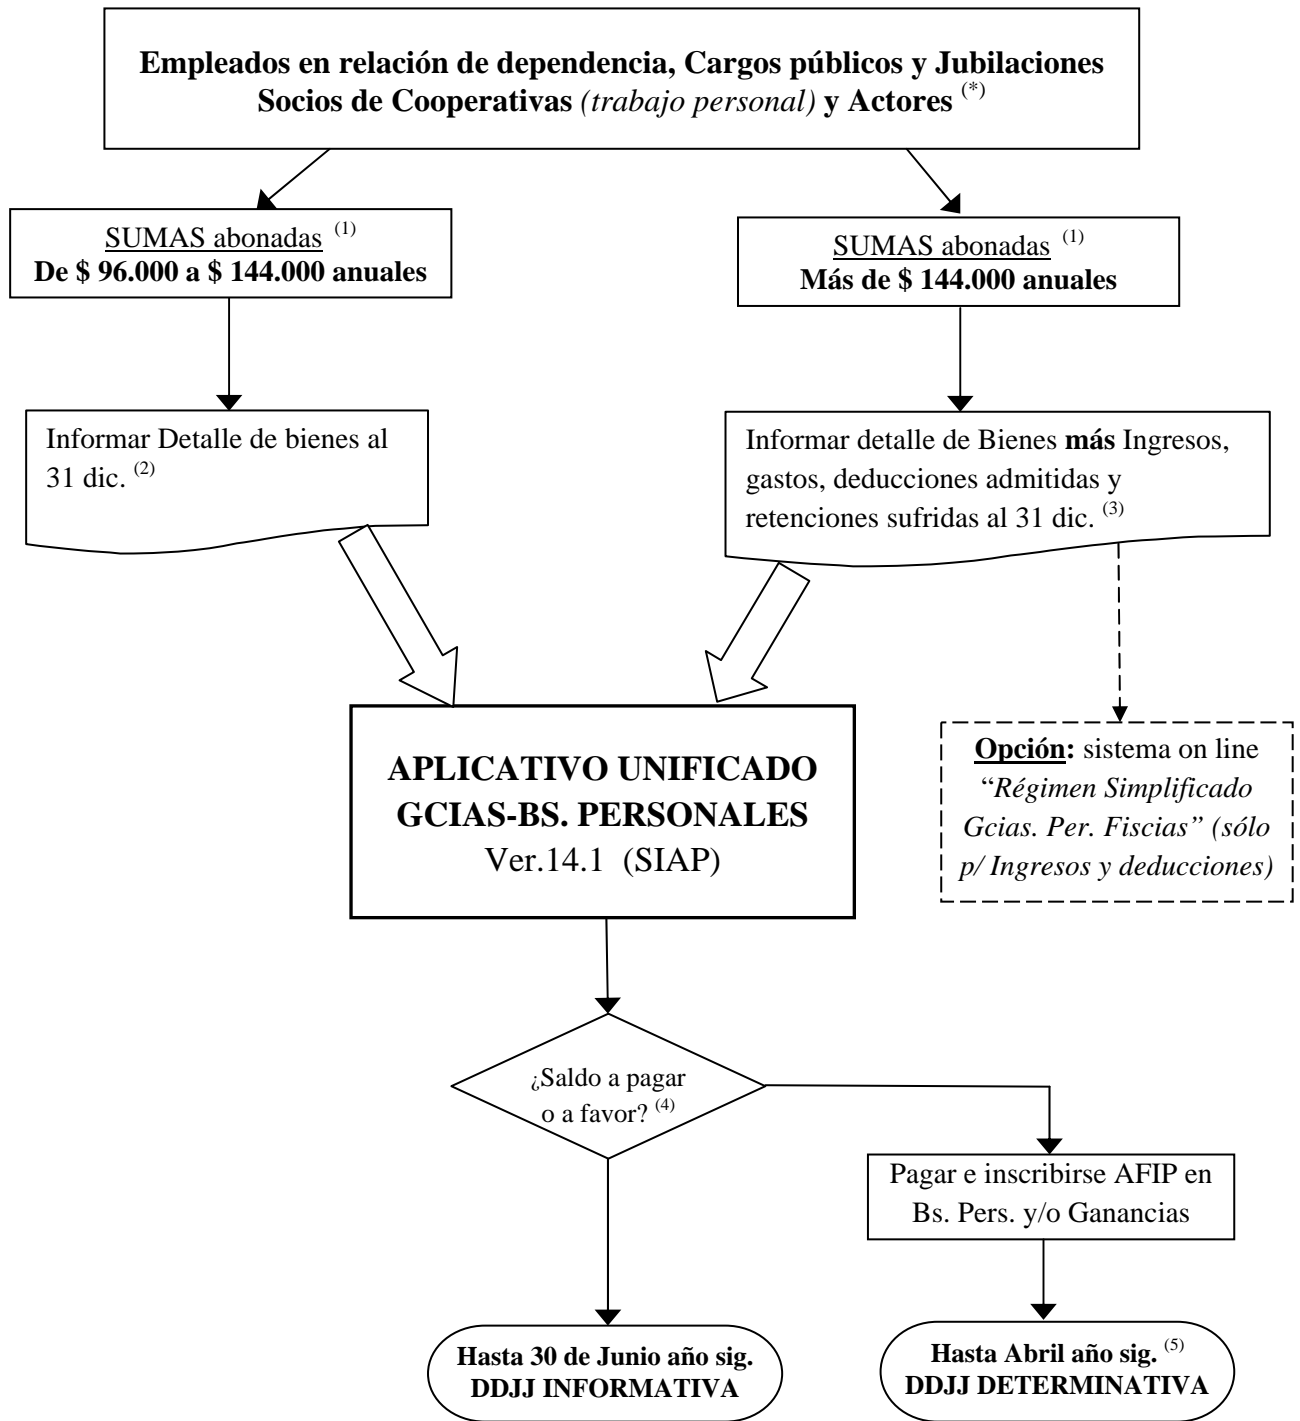 Empleados en relación de dependencia, Cargos públicos y Jubilaciones
Socios de Cooperativas (trabajo personal) y Actores (*)
SUMAS abonadas (1)
De $ 96.000 a $ 144.000 anuales
SUMAS abonadas (1)
Más de $ 144.000 anuales
Informar Detalle de bienes al
31 dic. (2)
Informar detalle de Bienes más Ingresos,
gastos, deducciones admitidas y
retenciones sufridas al 31 dic. (3)
APLICATIVO UNIFICADO
GCIAS-BS. PERSONALES
Ver.14.1 (SIAP)
Opción: sistema on line
“Régimen Simplificado
Gcias. Per. Fiscias” (sólo
p/ Ingresos y deducciones)
¿Saldo a pagar
o a favor? (4)
Pagar e inscribirse AFIP en
Bs. Pers. y/o Ganancias
Hasta 30 de Junio año sig.
DDJJ INFORMATIVA
Hasta Abril año sig. (5)
DDJJ DETERMINATIVA